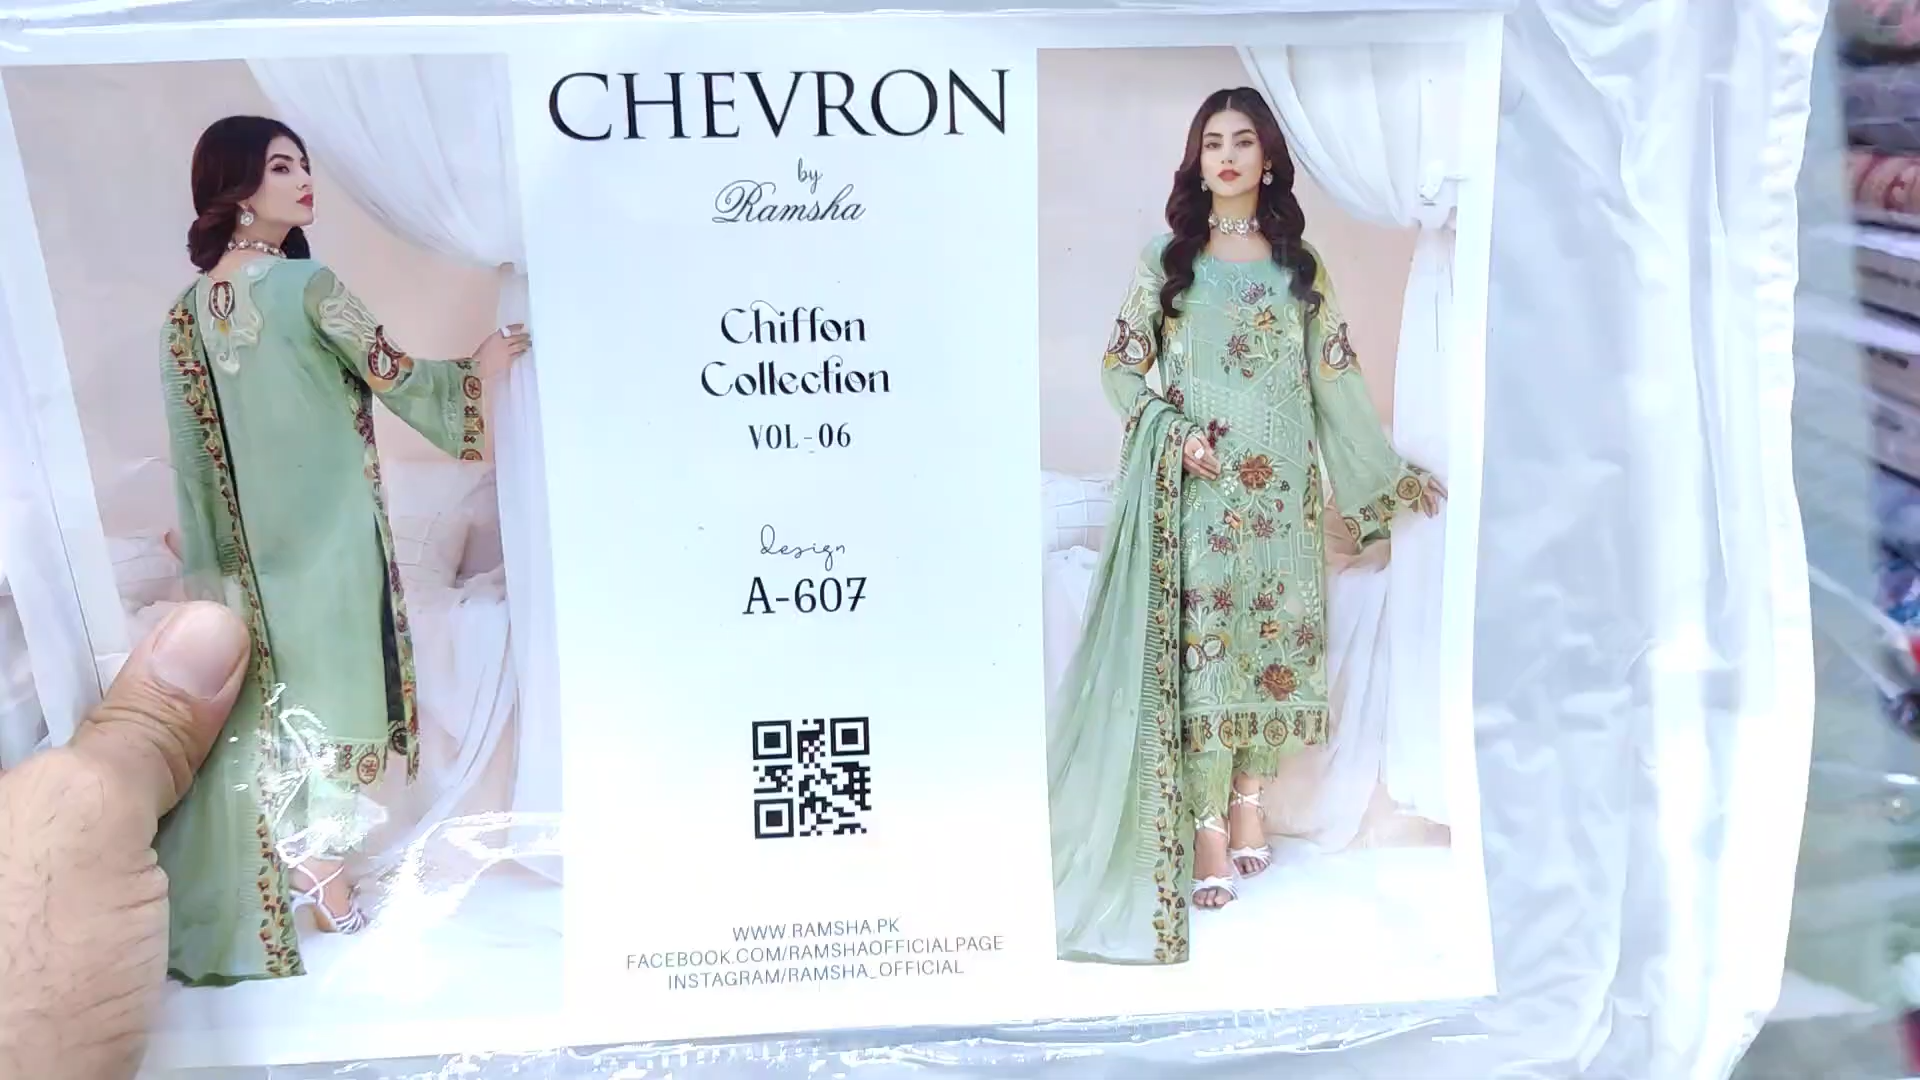 CHEVRON
by
Ramsha
Chiffon
Collection
VOL-06
design
A-607
WWW.RAMSHA.PK
FACEBOOK.COM/RAMSHAOFFICIALPAGE
INSTAGRAM/RAMSHA_OFFICIAL